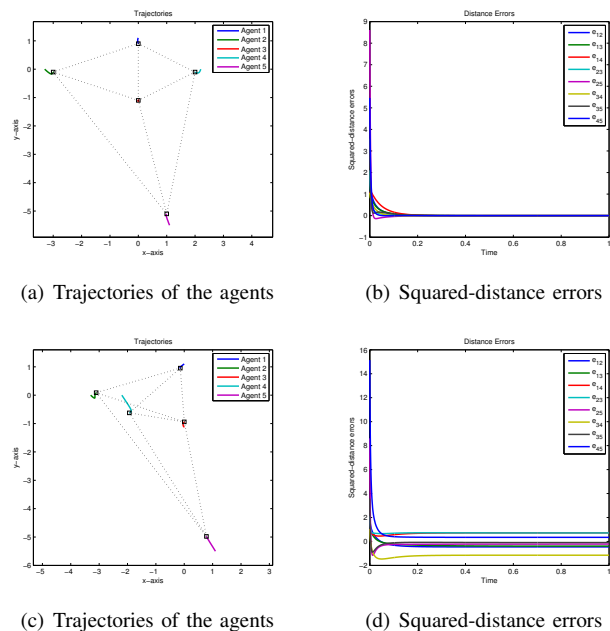 Trajectories
1
0
−1
−2
−3
−4
−5
y−axis
−3 −2 −1 0 1 2 3 4
x−axis
Agent 1
Agent 2
Agent 3
Agent 4
Agent 5
(a) Trajectories of the agents
Distance Errors
9
8
7
6
5
4
3
2
1
0
−1
Squared−distance errors
0 0.2 0.4 0.6 0.8 1
Time
e12
e13
e14
e23
e25
e34
e35
e45
(b) Squared-distance errors
Trajectories
1
0
−1
−2
−3
−4
−5
−6
y−axis
−5 −4 −3 −2 −1 0 1 2 3
x−axis
Agent 1
Agent 2
Agent 3
Agent 4
Agent 5
(c) Trajectories of the agents
Distance Errors
16
14
12
10
8
6
4
2
0
−2
Squared−distance errors
0 0.2 0.4 0.6 0.8 1
Time
e12
e13
e14
e23
e25
e34
e35
e45
(d) Squared-distance errors